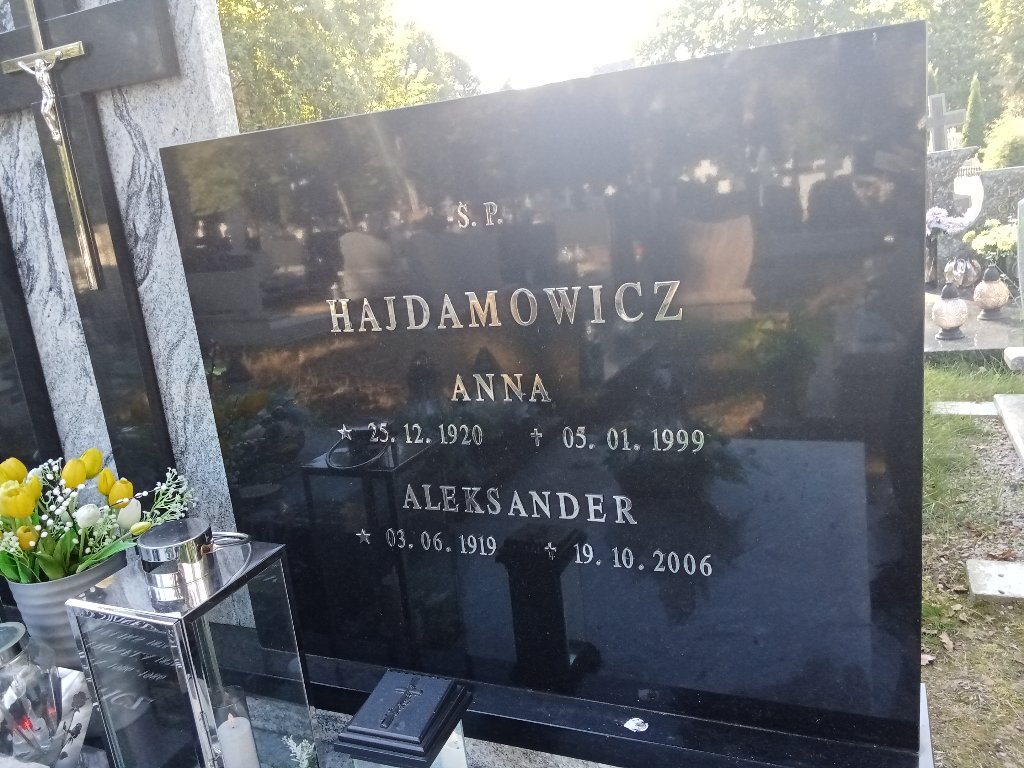 Ś. P.
HAJDAMOWICZ
ANNA
★ 25. 12. 1920 ✝ 05. 01. 1999
ALEKSANDER
★ 03. 06. 1919 ✝ 19. 10. 2006